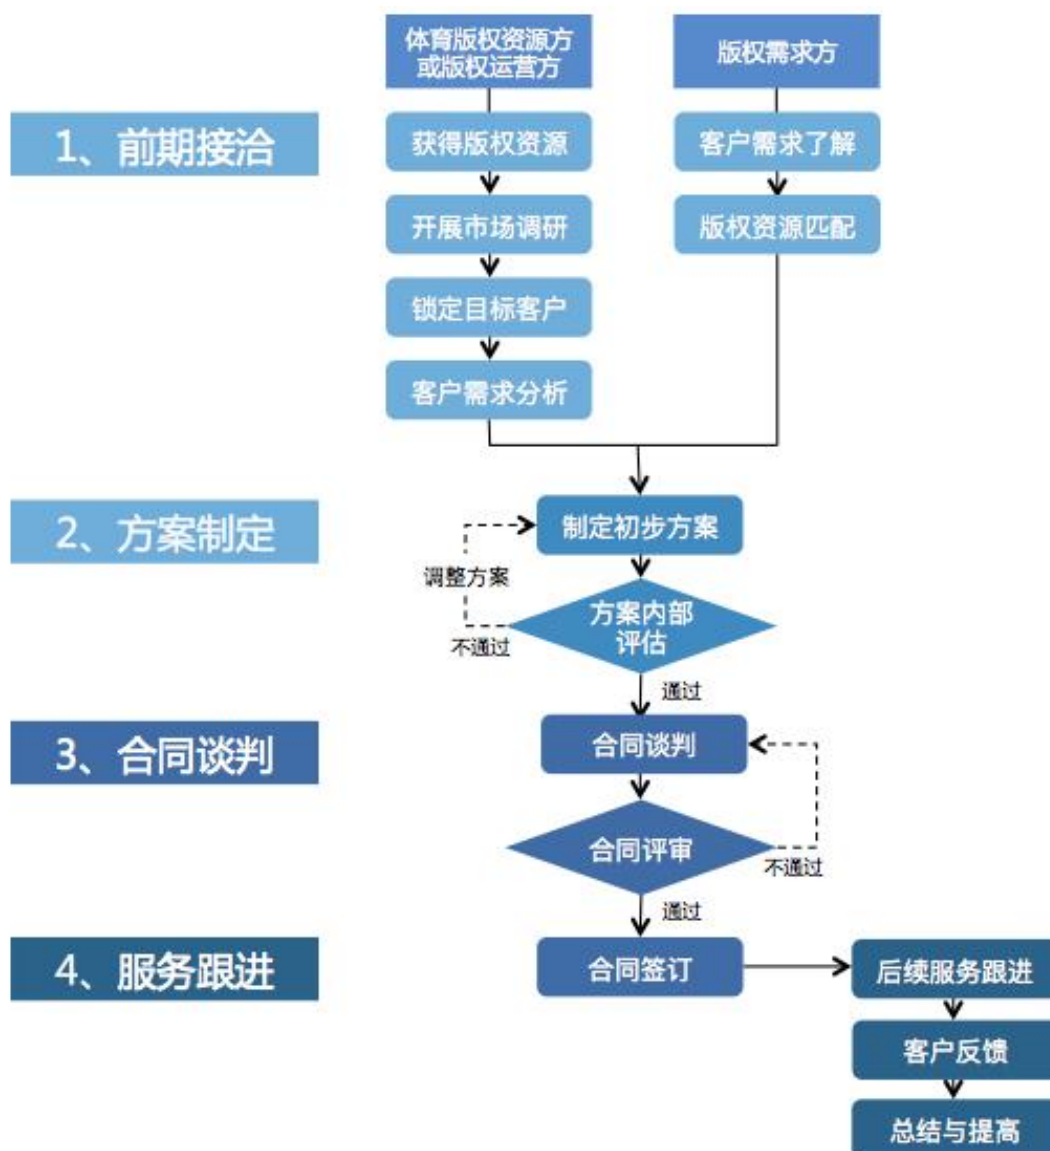 体育版权资源方
或版权运营方
版权需求方
1、前期接洽
获得版权资源
客户需求了解
开展市场调研
版权资源匹配
锁定目标客户
客户需求分析
2、方案制定
制定初步方案
调整方案
方案内部
评估
不通过
通过
3、合同谈判
合同谈判
合同评审
不通过
通过
4、服务跟进
合同签订
后续服务跟进
客户反馈
总结与提高